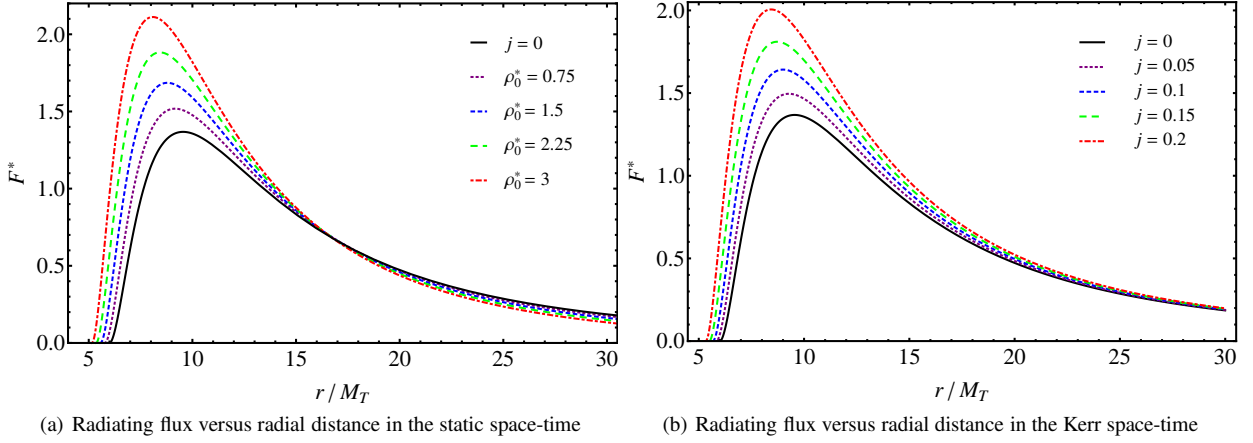 2.0
1.5
1.0
0.5
0.0
F*
5 10 15 20 25 30
r / M_T
j = 0
ρ₀* = 0.75
ρ₀* = 1.5
ρ₀* = 2.25
ρ₀* = 3
(a) Radiating flux versus radial distance in the static space-time
2.0
1.5
1.0
0.5
0.0
F*
5 10 15 20 25 30
r / M_T
j = 0
j = 0.05
j = 0.1
j = 0.15
j = 0.2
(b) Radiating flux versus radial distance in the Kerr space-time